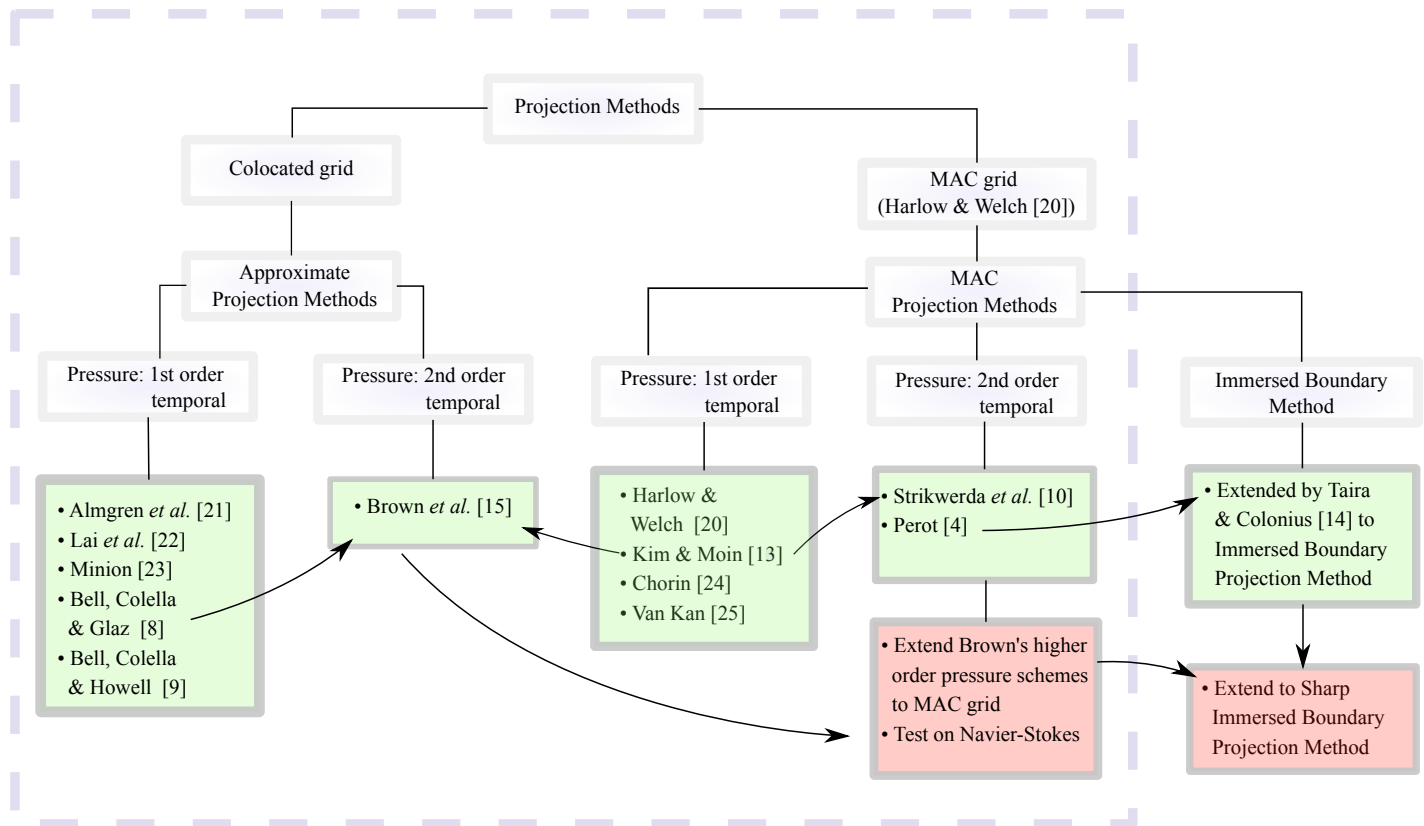 Projection Methods
Colocated grid
MAC grid
(Harlow & Welch [20])
Approximate
Projection Methods
MAC
Projection Methods
Pressure: 1st order
temporal
Pressure: 2nd order
temporal
Pressure: 1st order
temporal
Pressure: 2nd order
temporal
Immersed Boundary
Method
• Almgren et al. [21]
• Lai et al. [22]
• Minion [23]
• Bell, Colella
& Glaz [8]
• Bell, Colella
& Howell [9]
• Brown et al. [15]
• Harlow &
Welch [20]
• Kim & Moin [13]
• Chorin [24]
• Van Kan [25]
• Strikwerda et al. [10]
• Perot [4]
• Extended by Taira
& Colonius [14] to
Immersed Boundary
Projection Method
• Extend Brown's higher
order pressure schemes
to MAC grid
• Test on Navier-Stokes
• Extend to Sharp
Immersed Boundary
Projection Method